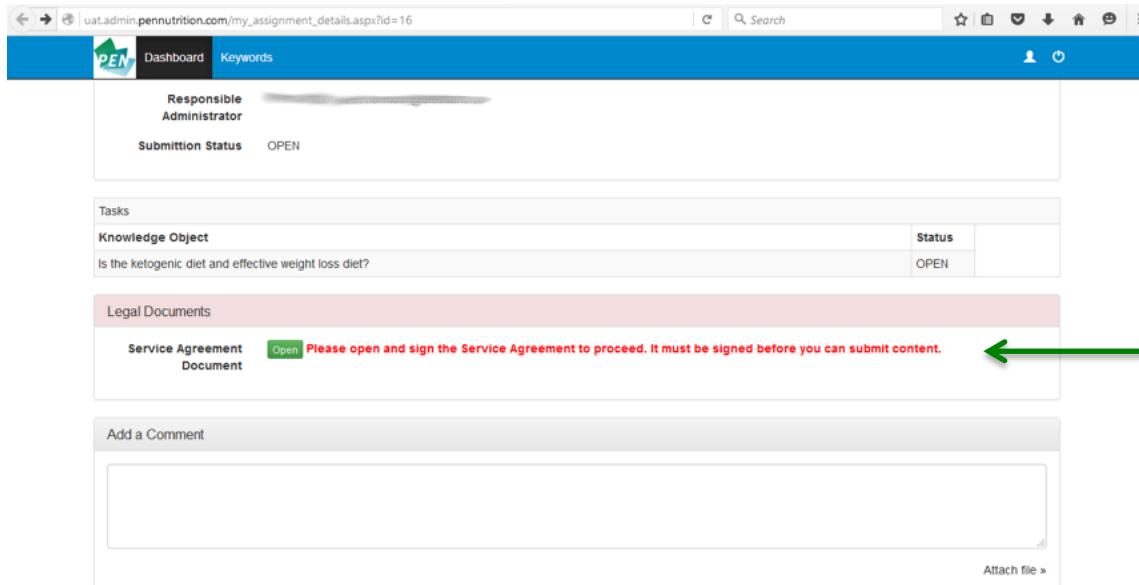 uat.admin.pennutrition.com/my_assignment_details.aspx?id=16
Search
PEN Dashboard Keywords
Responsible
Administrator
Submittion Status OPEN
Tasks
Knowledge Object Status
Is the ketogenic diet and effective weight loss diet? OPEN
Legal Documents
Service Agreement Open Please open and sign the Service Agreement to proceed. It must be signed before you can submit content.
Document
Add a Comment
Attach file »